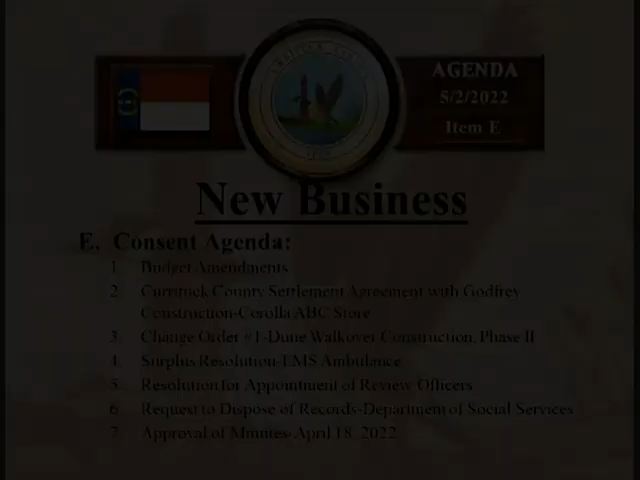 AGENDA
5/2/2022
Item E
New Business
E. Consent Agenda:
1. Budget Amendments
2. Currituck County Settlement Agreement with Godfrey
Construction-Corolla ABC Store
3. Change Order #1-Dune Walkover Construction, Phase II
4. Surplus Resolution-EMS Ambulance
5. Resolution for Appointment of Review Officers
6. Request to Dispose of Records-Department of Social Services
7. Approval of Minutes-April 18, 2022